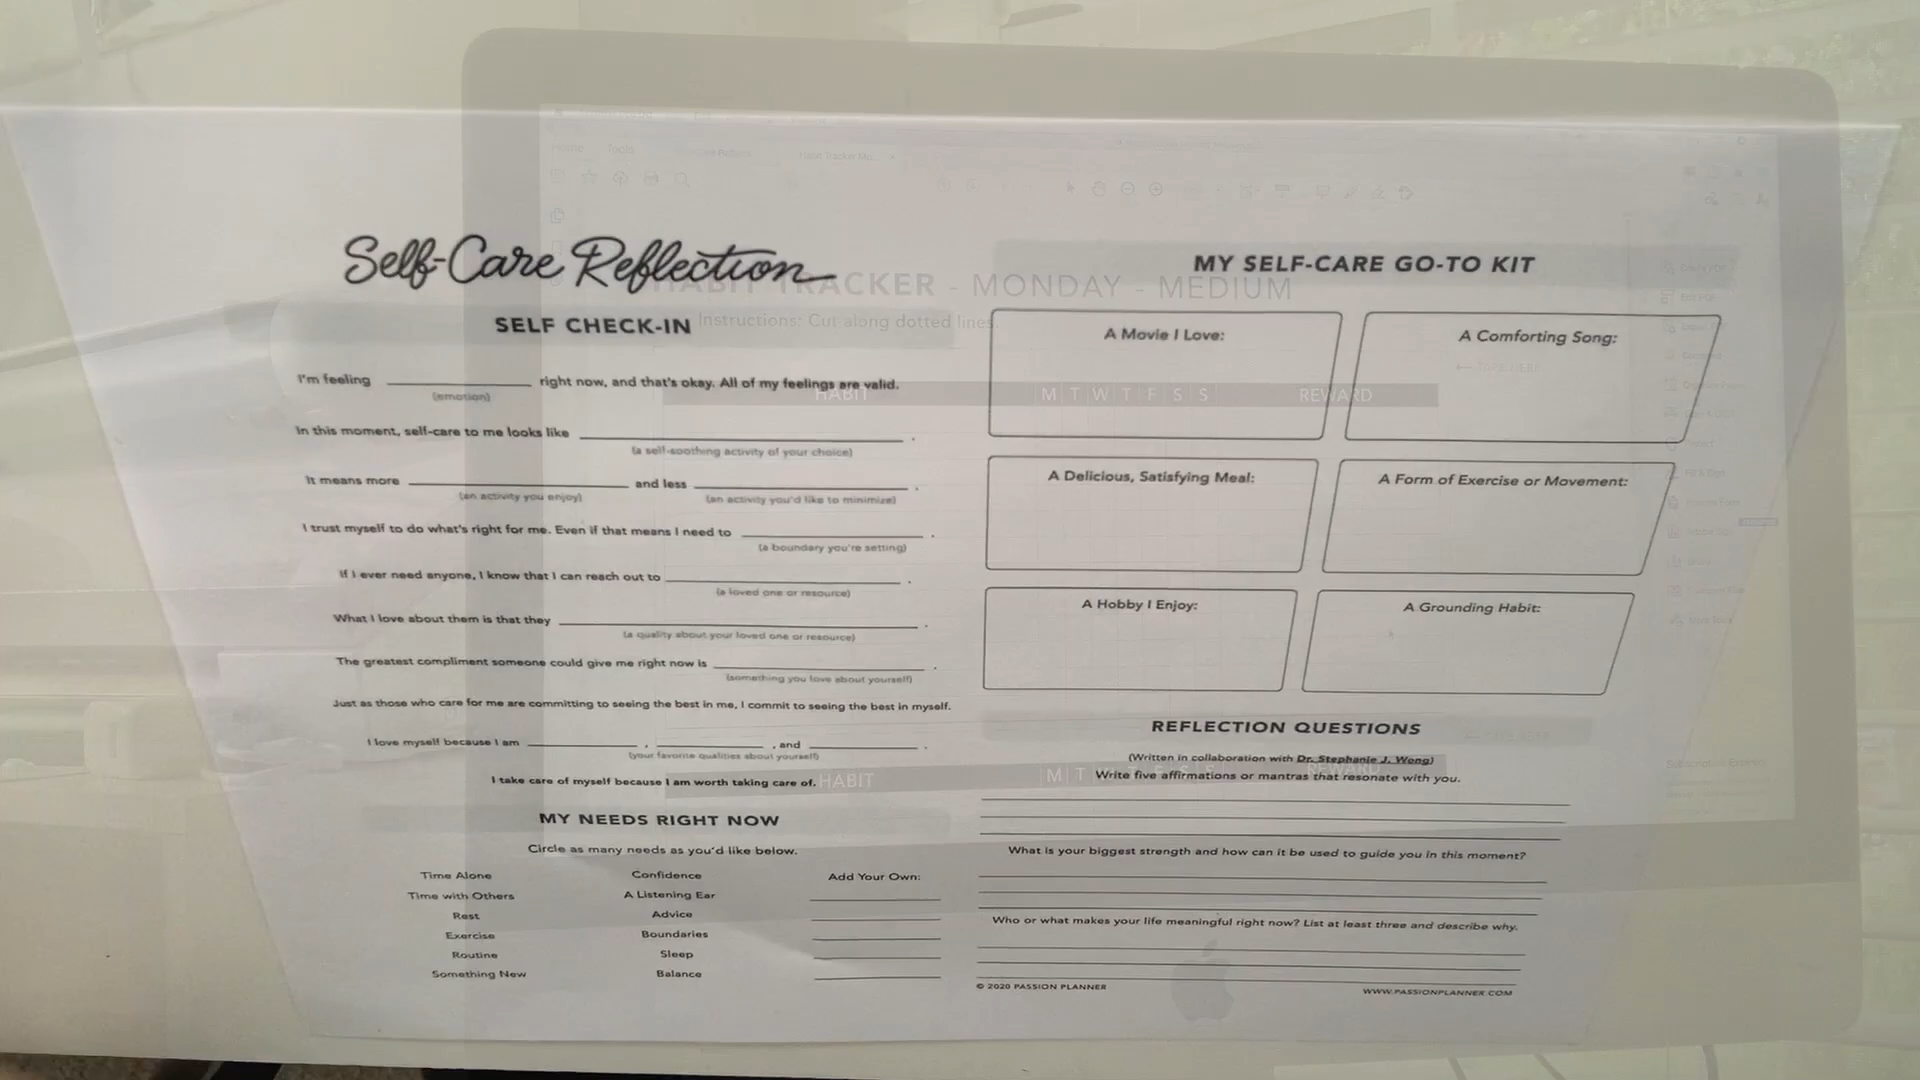 Self-Care Reflection
SELF CHECK-IN
I'm feeling ____ right now, and that's okay. All of my feelings are valid.
(emotion)
In this moment, self-care to me looks like ____ .
(a self-soothing activity of your choice)
It means more ____ and less ____ .
(an activity you enjoy) (an activity you'd like to minimize)
I trust myself to do what's right for me. Even if that means I need to ____ .
(a boundary you're setting)
If I ever need anyone, I know that I can reach out to ____ .
(a loved one or resource)
What I love about them is that they ____ .
(a quality about your loved one or resource)
The greatest compliment someone could give me right now is ____ .
(something you love about yourself)
Just as those who care for me are committing to seeing the best in me, I commit to seeing the best in myself.
I love myself because I am ____ , ____ , and ____ .
(your favorite qualities about yourself)
I take care of myself because I am worth taking care of.
MY NEEDS RIGHT NOW
Circle as many needs as you'd like below.
Time Alone
Time with Others
Rest
Exercise
Routine
Something New
Confidence
A Listening Ear
Advice
Boundaries
Sleep
Balance
Add Your Own:
MY SELF-CARE GO-TO KIT
A Movie I Love:
A Comforting Song:
A Delicious, Satisfying Meal:
A Form of Exercise or Movement:
A Hobby I Enjoy:
A Grounding Habit:
REFLECTION QUESTIONS
(Written in collaboration with Dr. Stephanie J. Wong)
Write five affirmations or mantras that resonate with you.
What is your biggest strength and how can it be used to guide you in this moment?
Who or what makes your life meaningful right now? List at least three and describe why.
© 2020 PASSION PLANNER
WWW.PASSIONPLANNER.COM
Home Tools
HABIT TRACKER - MONDAY - MEDIUM
Instructions: Cut along dotted lines.
HABIT M T W T F S S REWARD
HABIT M T W T F S S REWARD